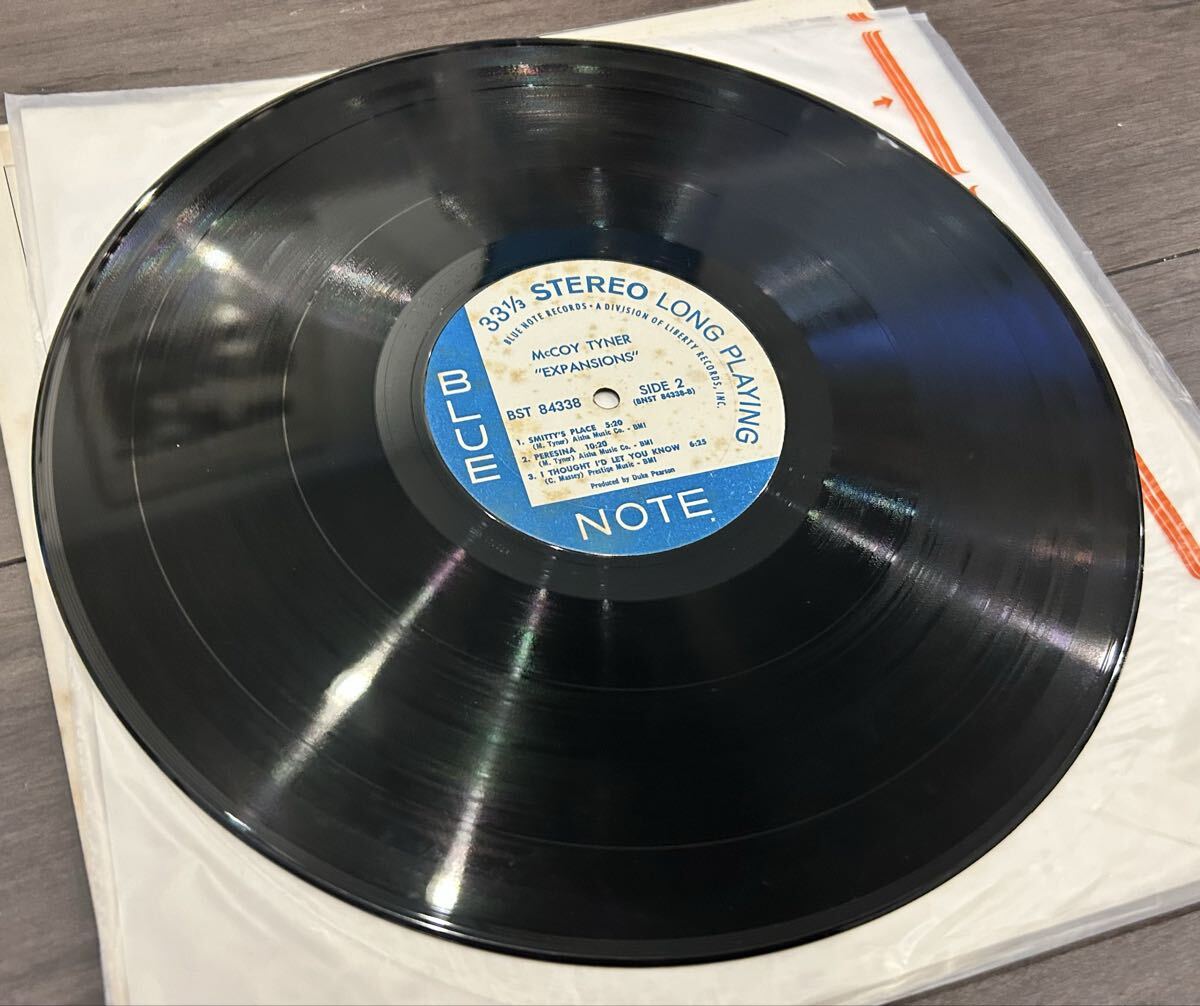 33 1/3 STEREO LONG PLAYING
BLUE NOTE RECORDS • A DIVISION OF LIBERTY RECORDS, INC.
McCOY TYNER
"EXPANSIONS"
BST 84338
SIDE 2
(BNST 84338-B)
1. SMITTY'S PLACE 5:20
(M. Tyner) Aisha Music Co. - BMI
2. PERESINA 10:20
(M. Tyner) Aisha Music Co. - BMI
3. I THOUGHT I'D LET YOU KNOW 6:25
(C. Massey) Prestige Music - BMI
Produced by Duke Pearson
BLUE
NOTE